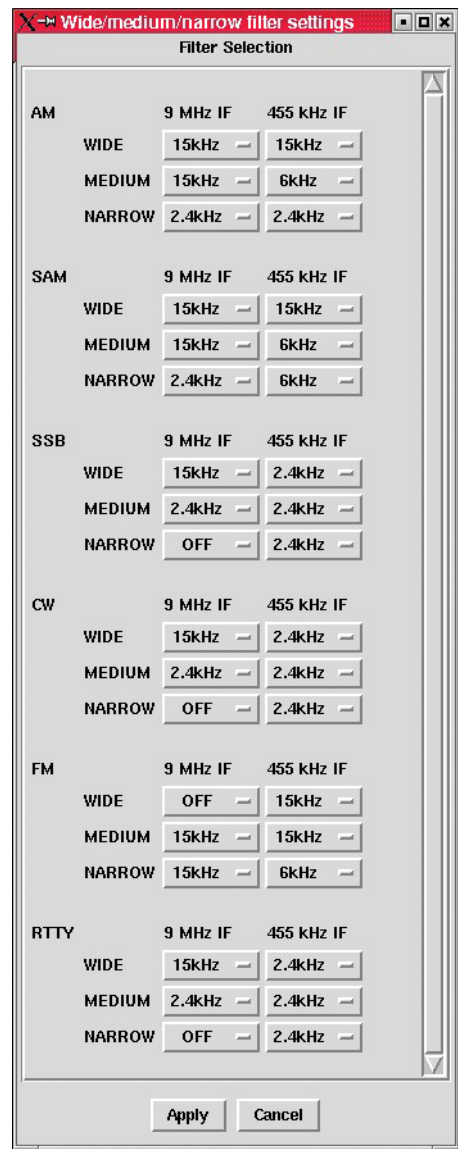 Wide/medium/narrow filter settings
Filter Selection
AM 9 MHz IF 455 kHz IF
WIDE 15kHz 15kHz
MEDIUM 15kHz 6kHz
NARROW 2.4kHz 2.4kHz
SAM 9 MHz IF 455 kHz IF
WIDE 15kHz 15kHz
MEDIUM 15kHz 6kHz
NARROW 2.4kHz 6kHz
SSB 9 MHz IF 455 kHz IF
WIDE 15kHz 2.4kHz
MEDIUM 2.4kHz 2.4kHz
NARROW OFF 2.4kHz
CW 9 MHz IF 455 kHz IF
WIDE 15kHz 2.4kHz
MEDIUM 2.4kHz 2.4kHz
NARROW OFF 2.4kHz
FM 9 MHz IF 455 kHz IF
WIDE OFF 15kHz
MEDIUM 15kHz 15kHz
NARROW 15kHz 6kHz
RTTY 9 MHz IF 455 kHz IF
WIDE 15kHz 2.4kHz
MEDIUM 2.4kHz 2.4kHz
NARROW OFF 2.4kHz
Apply Cancel